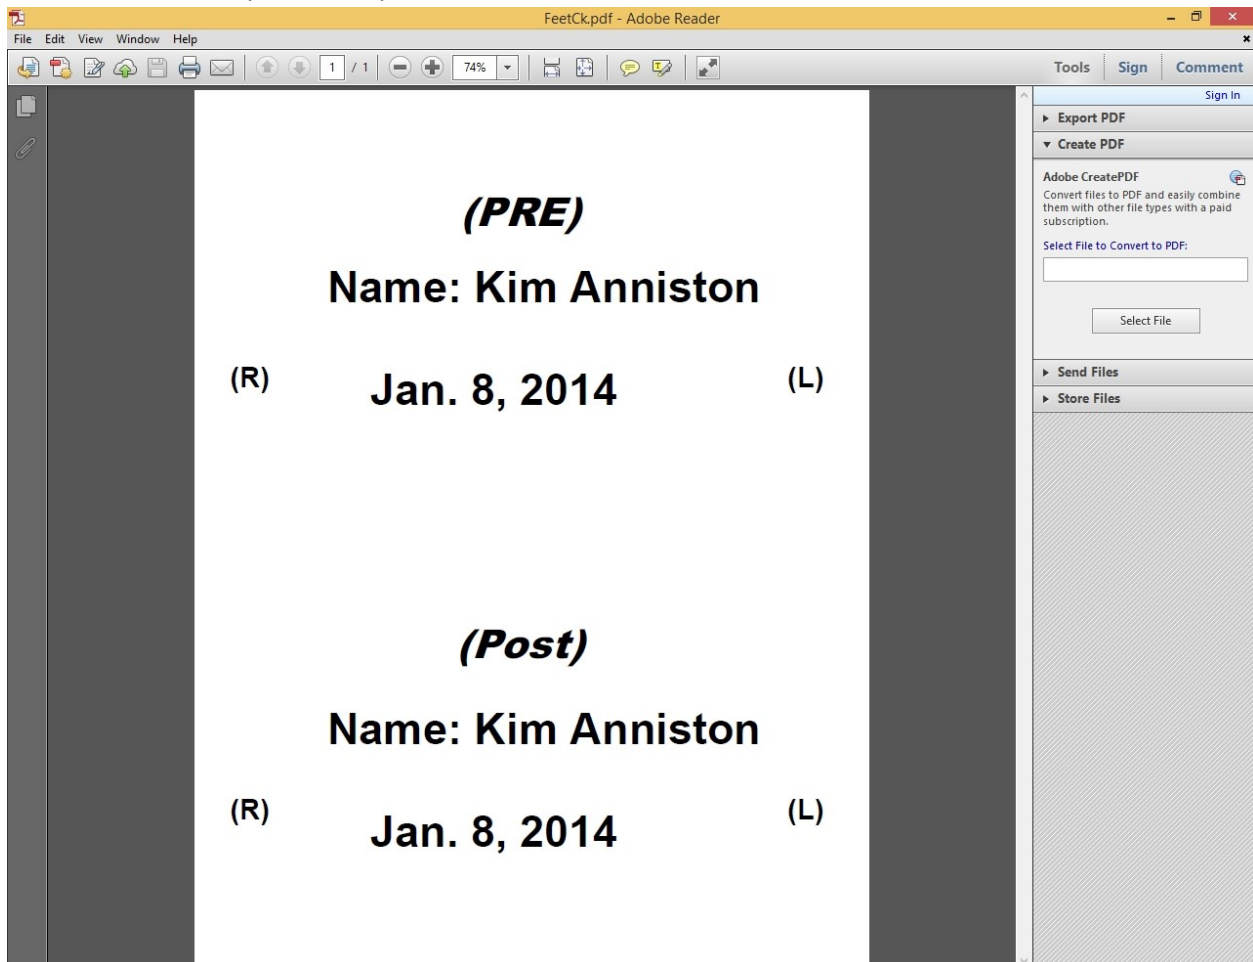 FeetCk.pdf - Adobe Reader
File Edit View Window Help
1 / 1 74% Tools Sign Comment
Sign In
Export PDF
Create PDF
Adobe CreatePDF
Convert files to PDF and easily combine
them with other file types with a paid
subscription.
Select File to Convert to PDF:
Select File
Send Files
Store Files
(PRE)
Name: Kim Anniston
(R) Jan. 8, 2014 (L)
(Post)
Name: Kim Anniston
(R) Jan. 8, 2014 (L)